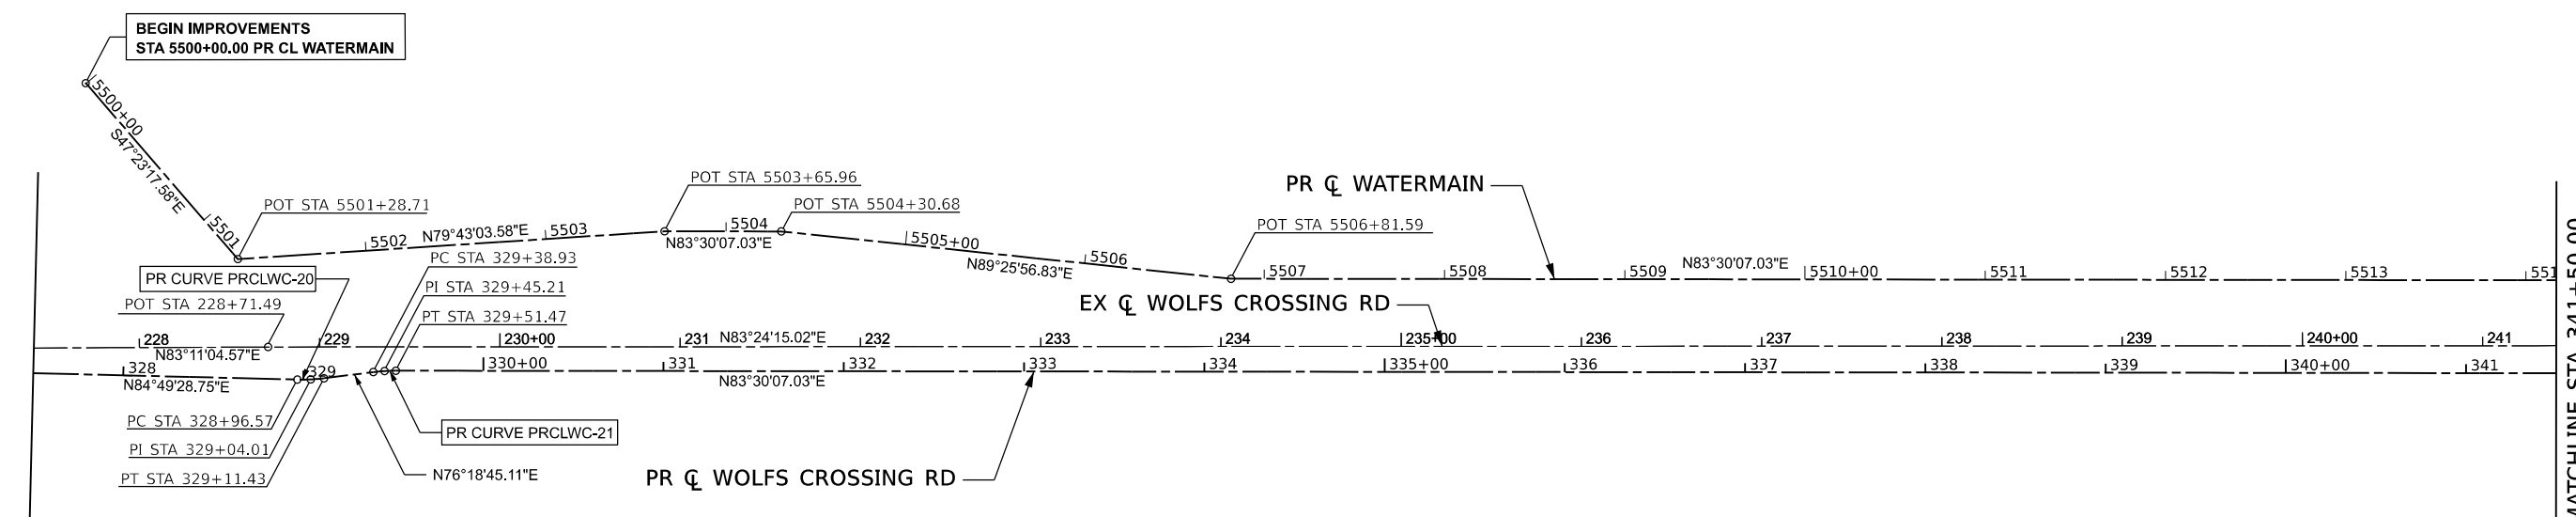 BEGIN IMPROVEMENTS
STA 5500+00.00 PR CL WATERMAIN
5500+00
S47°23'17.58"E
5501
POT STA 5501+28.71
5502
N79°43'03.58"E
5503
POT STA 5503+65.96
5504
N83°30'07.03"E
POT STA 5504+30.68
5505+00
N89°25'56.83"E
5506
POT STA 5506+81.59
PR ℄ WATERMAIN
5507
5508
5509
N83°30'07.03"E
5510+00
5511
5512
5513
551
PR CURVE PRCLWC-20
POT STA 228+71.49
PC STA 329+38.93
PI STA 329+45.21
PT STA 329+51.47
EX ℄ WOLFS CROSSING RD
228
N83°11'04.57"E
229
230+00
231
N83°24'15.02"E
232
233
234
235+00
236
237
238
239
240+00
241
328
N84°49'28.75"E
329
330+00
331
N83°30'07.03"E
332
333
334
335+00
336
337
338
339
340+00
341
PC STA 328+96.57
PI STA 329+04.01
PT STA 329+11.43
PR CURVE PRCLWC-21
N76°18'45.11"E
PR ℄ WOLFS CROSSING RD
MATCHLINE STA 341+50.00